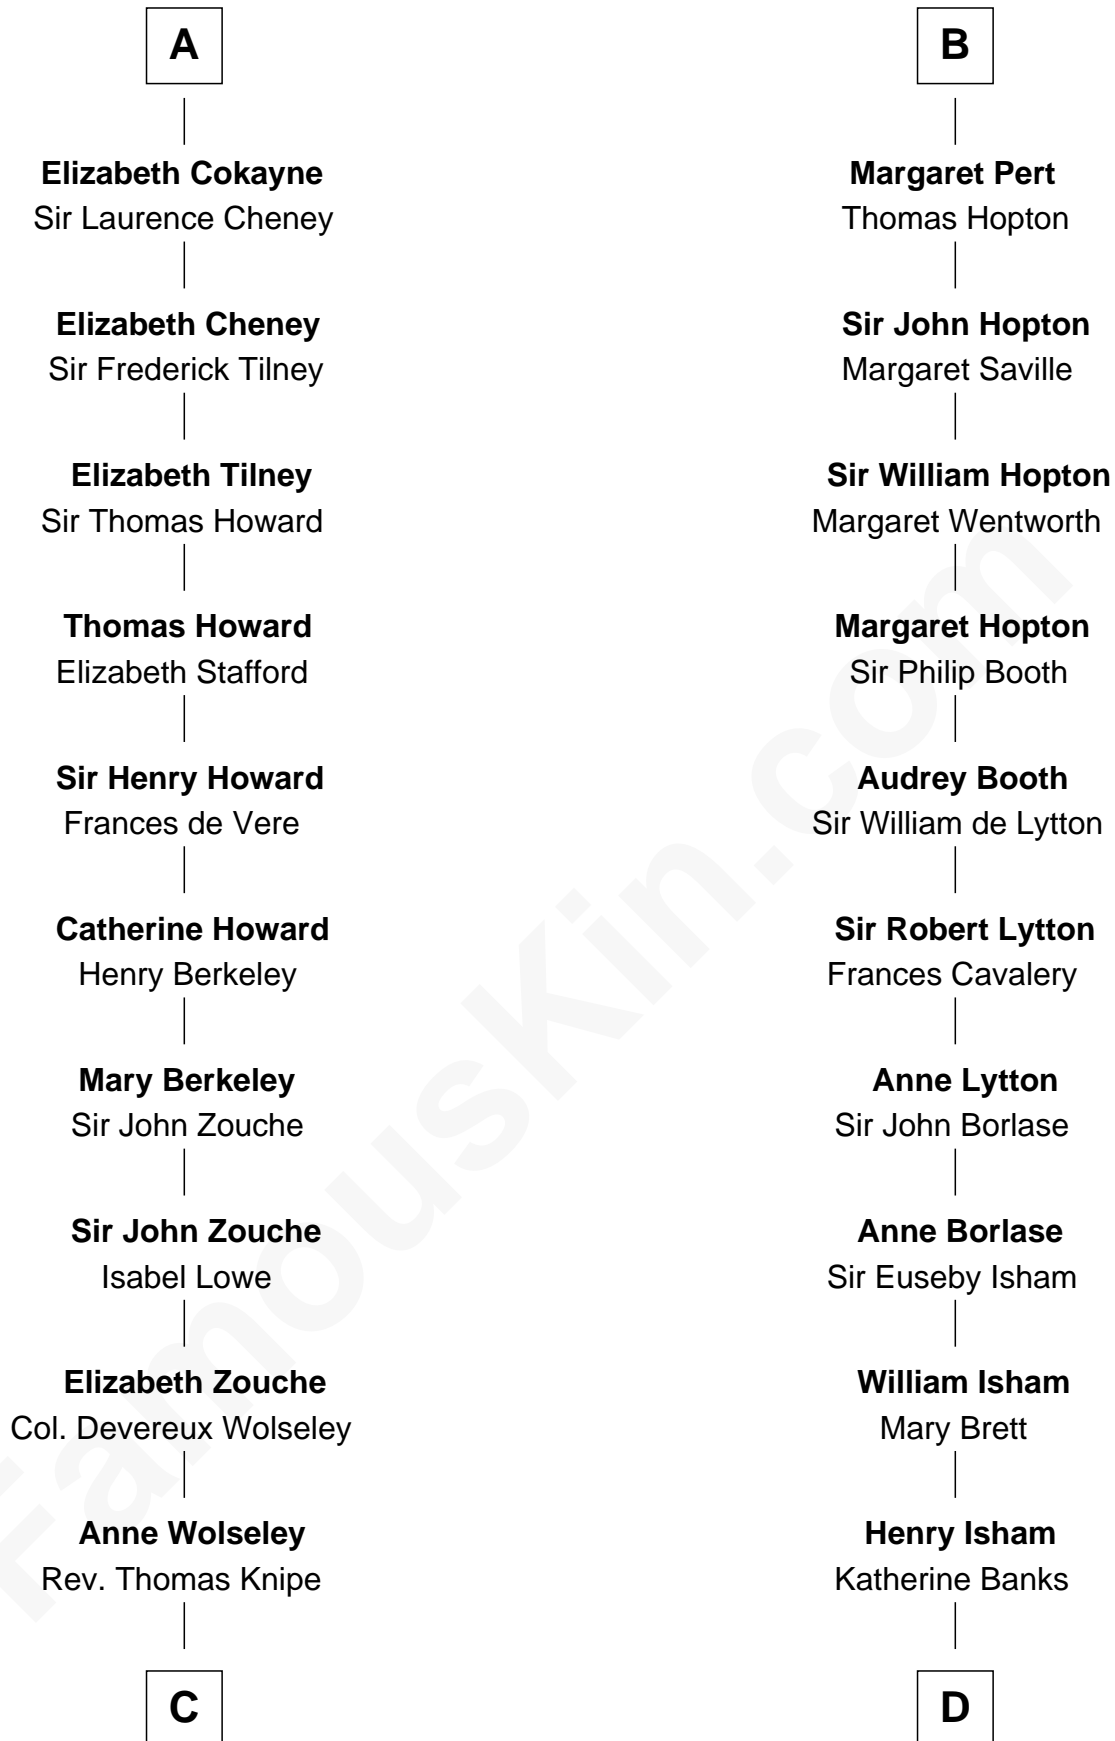 A
Elizabeth Cokayne
Sir Laurence Cheney
Elizabeth Cheney
Sir Frederick Tilney
Elizabeth Tilney
Sir Thomas Howard
Thomas Howard
Elizabeth Stafford
Sir Henry Howard
Frances de Vere
Catherine Howard
Henry Berkeley
Mary Berkeley
Sir John Zouche
Sir John Zouche
Isabel Lowe
Elizabeth Zouche
Col. Devereux Wolseley
Anne Wolseley
Rev. Thomas Knipe
C
B
Margaret Pert
Thomas Hopton
Sir John Hopton
Margaret Saville
Sir William Hopton
Margaret Wentworth
Margaret Hopton
Sir Philip Booth
Audrey Booth
Sir William de Lytton
Sir Robert Lytton
Frances Cavalery
Anne Lytton
Sir John Borlase
Anne Borlase
Sir Euseby Isham
William Isham
Mary Brett
Henry Isham
Katherine Banks
D
FamousKin.com